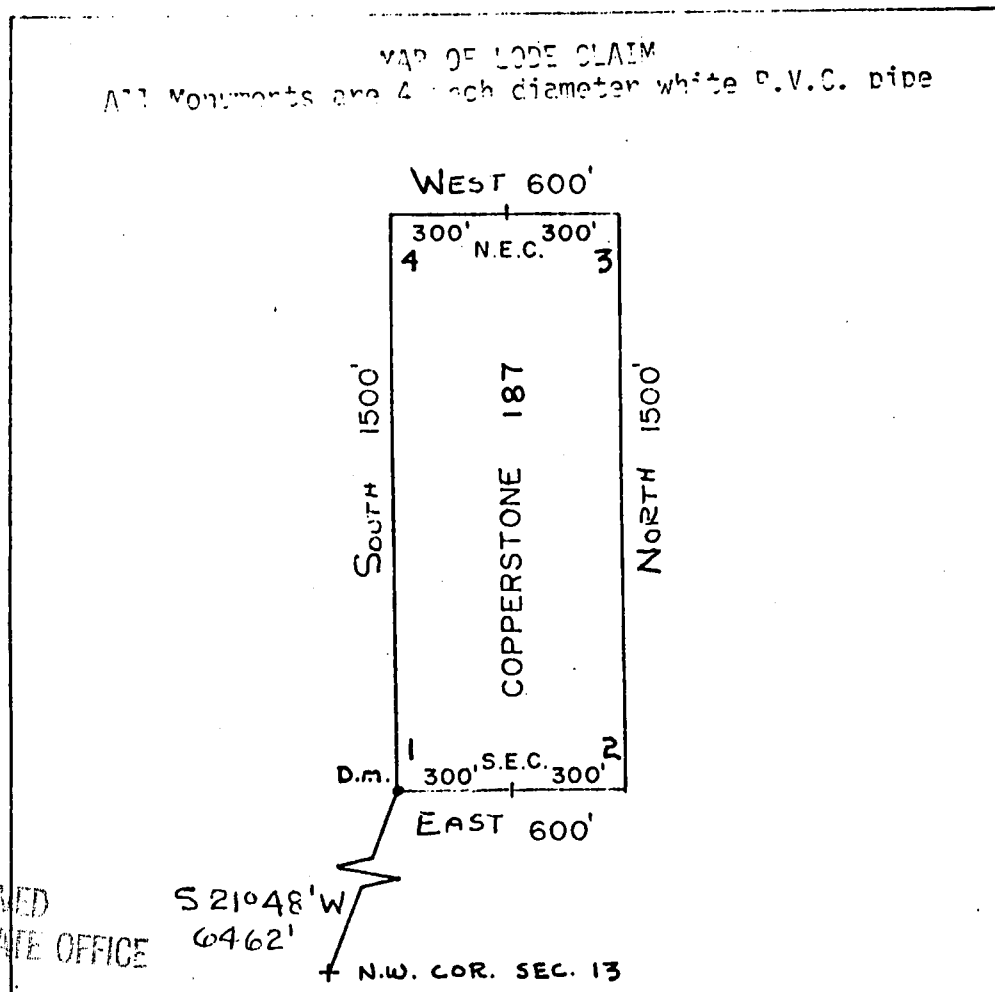 MAP OF LODE CLAIM
All Monuments are 4 inch diameter white P.V.C. pipe
WEST 600'
300' 300'
N.E.C.
4 3
SOUTH 1500'
COPPERSTONE 187
NORTH 1500'
1 2
D.M. 300' S.E.C. 300'
EAST 600'
S 21°48'W
6462'
OFFICE
N.W. COR. SEC. 13